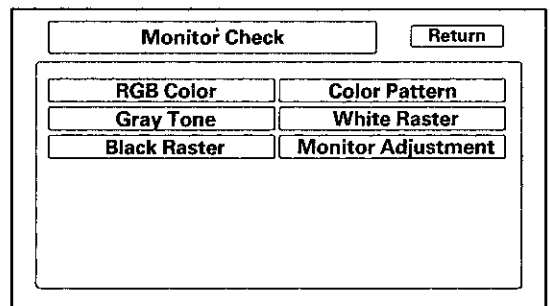 Monitor Check Return
RGB Color Color Pattern
Gray Tone White Raster
Black Raster Monitor Adjustment